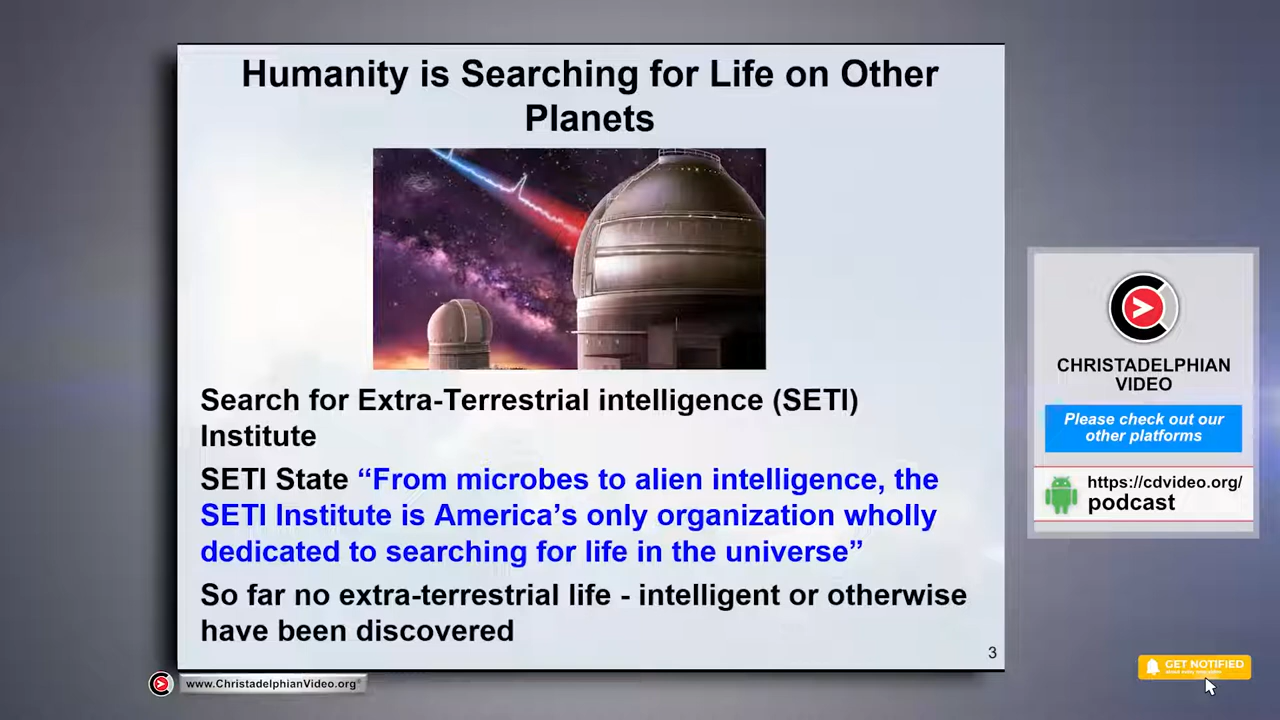 Humanity is Searching for Life on Other
Planets
Search for Extra-Terrestrial intelligence (SETI)
Institute
SETI State “From microbes to alien intelligence, the
SETI Institute is America’s only organization wholly
dedicated to searching for life in the universe”
So far no extra-terrestrial life - intelligent or otherwise
have been discovered
3
CHRISTADELPHIAN
VIDEO
Please check out our
other platforms
https://cdvideo.org/
podcast
www.ChristadelphianVideo.org
GET NOTIFIED